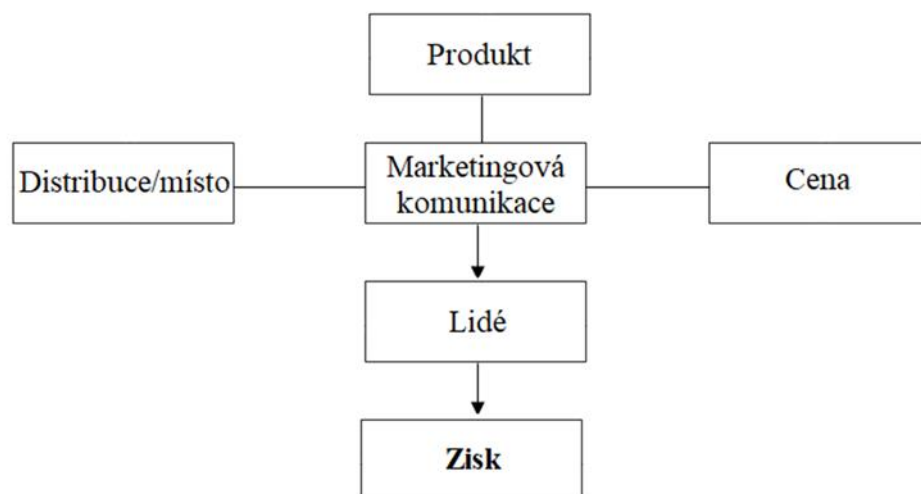 Produkt
Distribuce/místo
Marketingová
komunikace
Cena
Lidé
Zisk